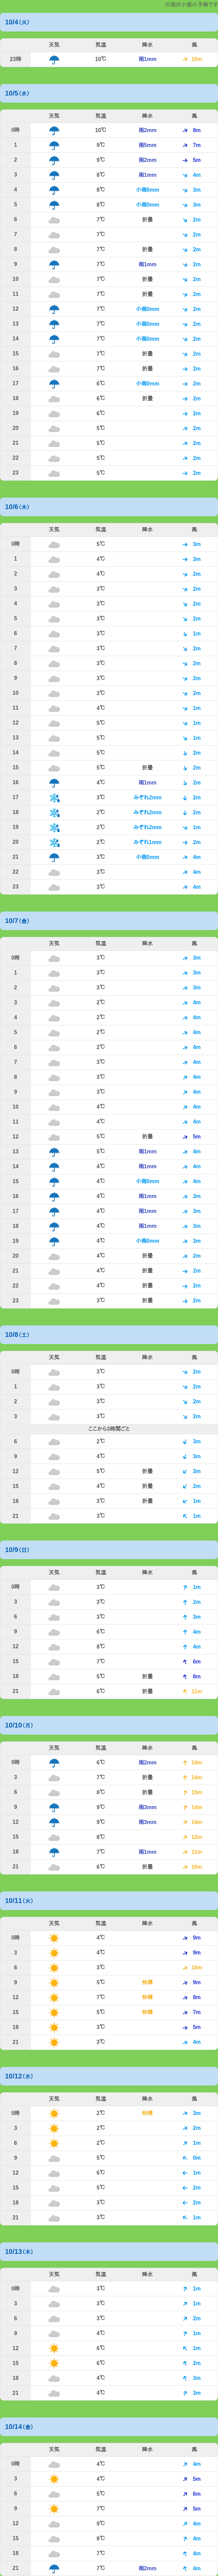 ※鹿沢小屋の予報です
10/4(火)
天気 気温 降水 風
23時 10℃ 雨1mm 10m
10/5(水)
天気 気温 降水 風
0時 10℃ 雨2mm 8m
1 9℃ 雨5mm 7m
2 9℃ 雨2mm 5m
3 8℃ 雨1mm 4m
4 8℃ 小雨0mm 3m
5 8℃ 小雨0mm 3m
6 7℃ 折畳 2m
7 7℃ 2m
8 7℃ 折畳 2m
9 7℃ 雨1mm 2m
10 7℃ 折畳 2m
11 7℃ 折畳 2m
12 7℃ 小雨0mm 2m
13 7℃ 小雨0mm 2m
14 7℃ 小雨0mm 2m
15 7℃ 折畳 2m
16 7℃ 折畳 2m
17 6℃ 小雨0mm 2m
18 6℃ 折畳 2m
19 6℃ 2m
20 5℃ 2m
21 5℃ 2m
22 5℃ 2m
23 5℃ 2m
10/6(木)
天気 気温 降水 風
0時 5℃ 3m
1 4℃ 3m
2 4℃ 2m
3 3℃ 2m
4 3℃ 2m
5 3℃ 2m
6 3℃ 1m
7 3℃ 2m
8 3℃ 2m
9 3℃ 2m
10 3℃ 2m
11 4℃ 1m
12 5℃ 1m
13 5℃ 1m
14 5℃ 2m
15 5℃ 折畳 2m
16 4℃ 雨1mm 2m
17 3℃ みぞれ2mm 2m
18 2℃ みぞれ2mm 2m
19 2℃ みぞれ2mm 1m
20 2℃ みぞれ1mm 2m
21 3℃ 小雨0mm 4m
22 3℃ 4m
23 3℃ 4m
10/7(金)
天気 気温 降水 風
0時 3℃ 3m
1 3℃ 3m
2 3℃ 3m
3 2℃ 4m
4 2℃ 4m
5 2℃ 4m
6 2℃ 4m
7 3℃ 4m
8 3℃ 4m
9 3℃ 4m
10 4℃ 4m
11 4℃ 4m
12 5℃ 折畳 5m
13 5℃ 雨1mm 4m
14 4℃ 雨1mm 4m
15 4℃ 小雨0mm 4m
16 4℃ 雨1mm 3m
17 4℃ 雨1mm 3m
18 4℃ 雨1mm 3m
19 4℃ 小雨0mm 3m
20 4℃ 折畳 2m
21 4℃ 折畳 2m
22 4℃ 折畳 2m
23 3℃ 折畳 2m
10/8(土)
天気 気温 降水 風
0時 3℃ 2m
1 3℃ 2m
2 3℃ 2m
3 3℃ 2m
ここから3時間ごと
6 2℃ 3m
9 4℃ 3m
12 5℃ 折畳 3m
15 4℃ 折畳 2m
18 3℃ 折畳 1m
21 3℃ 1m
10/9(日)
天気 気温 降水 風
0時 3℃ 1m
3 3℃ 2m
6 3℃ 3m
9 6℃ 4m
12 8℃ 4m
15 7℃ 6m
18 5℃ 折畳 8m
21 6℃ 折畳 11m
10/10(月)
天気 気温 降水 風
0時 6℃ 雨2mm 14m
3 7℃ 折畳 14m
6 8℃ 折畳 15m
9 9℃ 雨3mm 14m
12 9℃ 雨3mm 14m
15 8℃ 12m
18 7℃ 雨1mm 11m
21 6℃ 折畳 10m
10/11(火)
天気 気温 降水 風
0時 4℃ 9m
3 4℃ 9m
6 3℃ 10m
9 5℃ 快晴 9m
12 7℃ 快晴 8m
15 5℃ 快晴 7m
18 3℃ 5m
21 3℃ 4m
10/12(水)
天気 気温 降水 風
0時 2℃ 快晴 3m
3 2℃ 2m
6 2℃ 1m
9 5℃ 0m
12 6℃ 1m
15 5℃ 2m
18 3℃ 2m
21 3℃ 1m
10/13(木)
天気 気温 降水 風
0時 3℃ 1m
3 3℃ 1m
6 3℃ 2m
9 4℃ 1m
12 6℃ 1m
15 6℃ 2m
18 4℃ 3m
21 4℃ 3m
10/14(金)
天気 気温 降水 風
0時 4℃ 4m
3 4℃ 5m
6 5℃ 6m
9 7℃ 5m
12 9℃ 4m
15 8℃ 4m
18 7℃ 4m
21 7℃ 雨2mm 4m